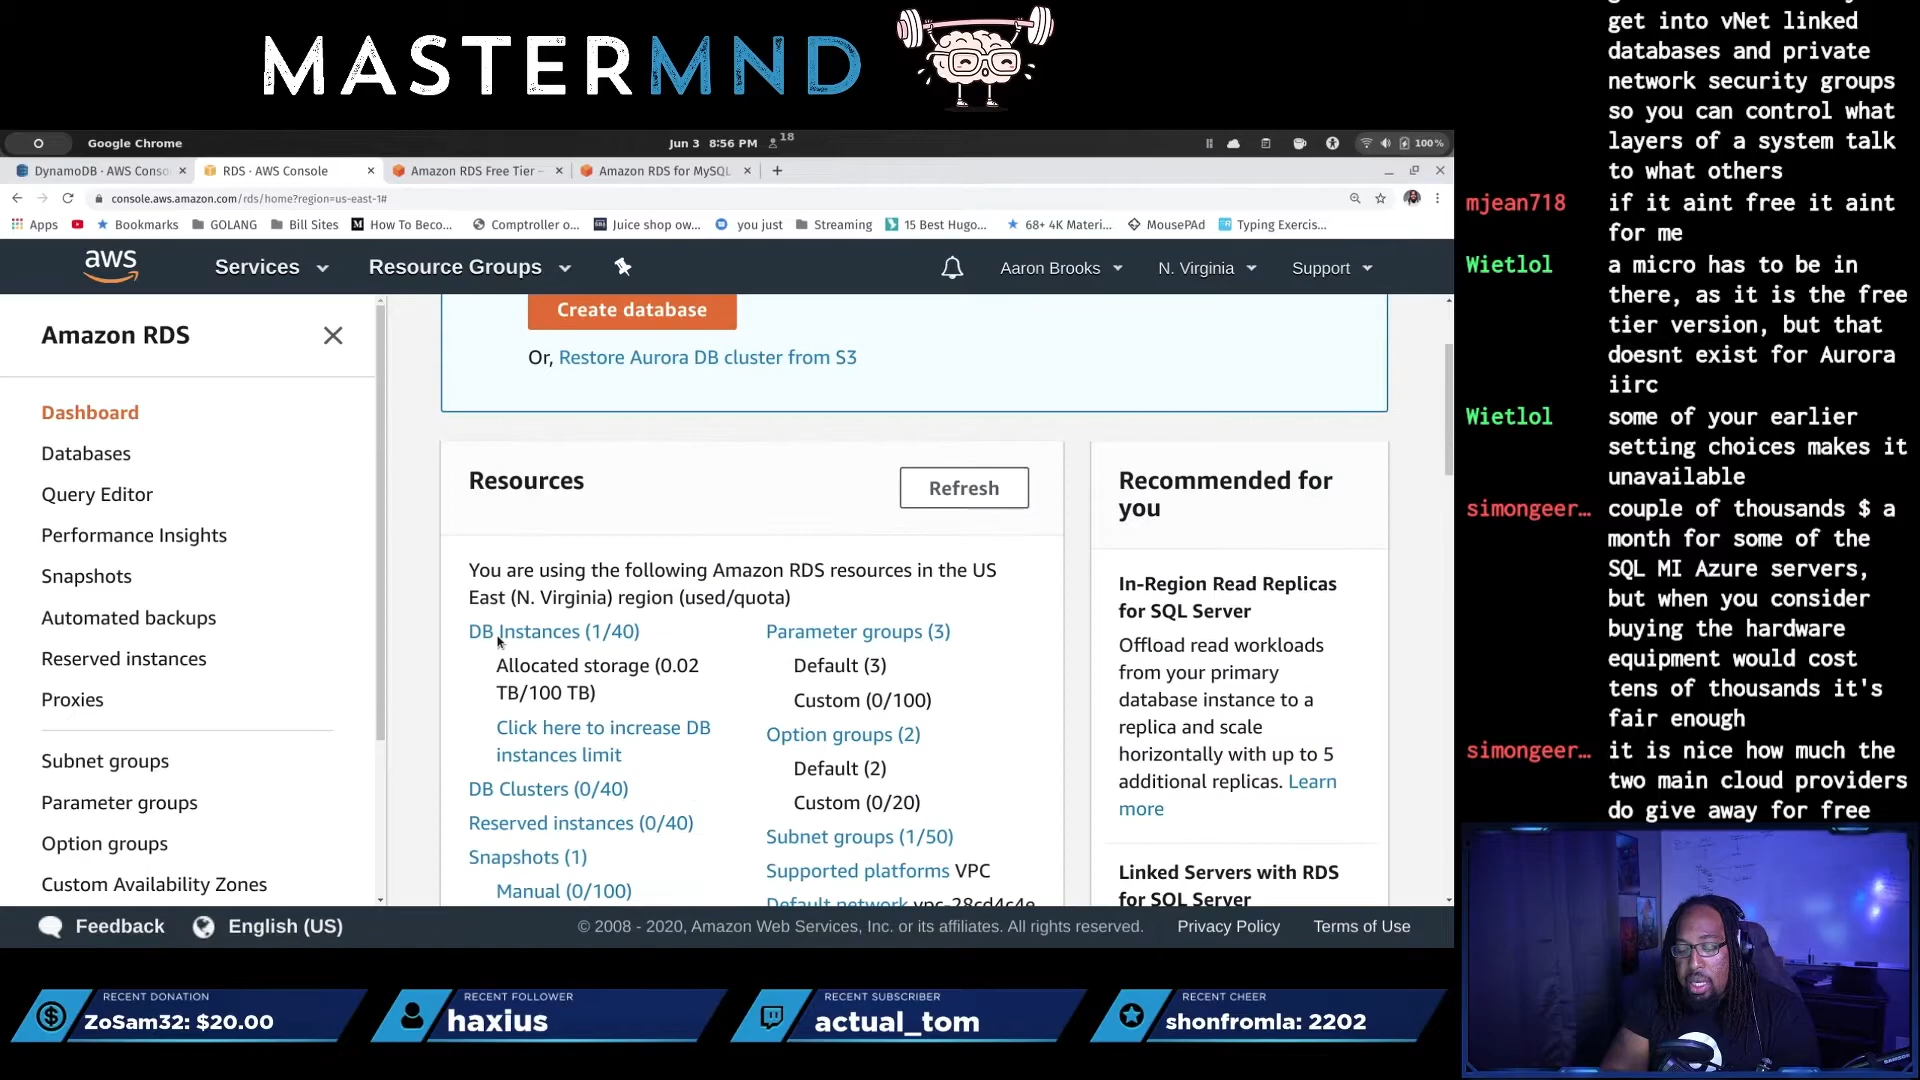 MASTERMND
Google Chrome
Jun 3 8:56 PM
18
100%
DynamoDB · AWS Conso
RDS · AWS Console
Amazon RDS Free Tier –
Amazon RDS for MySQL
console.aws.amazon.com/rds/home?region=us-east-1#
Apps
Bookmarks
GOLANG
Bill Sites
How To Beco...
Comptroller o...
Juice shop ow...
you just
Streaming
15 Best Hugo...
68+ 4K Materi...
MousePAd
Typing Exercis...
aws
Services
Resource Groups
Aaron Brooks
N. Virginia
Support
Amazon RDS
Dashboard
Databases
Query Editor
Performance Insights
Snapshots
Automated backups
Reserved instances
Proxies
Subnet groups
Parameter groups
Option groups
Custom Availability Zones
Create database
Or, Restore Aurora DB cluster from S3
Resources
Refresh
You are using the following Amazon RDS resources in the US
East (N. Virginia) region (used/quota)
DB Instances (1/40)
Allocated storage (0.02
TB/100 TB)
Click here to increase DB
instances limit
DB Clusters (0/40)
Reserved instances (0/40)
Snapshots (1)
Manual (0/100)
Parameter groups (3)
Default (3)
Custom (0/100)
Option groups (2)
Default (2)
Custom (0/20)
Subnet groups (1/50)
Supported platforms VPC
Default network vpc-28cd4c4e
Recommended for
you
In-Region Read Replicas
for SQL Server
Offload read workloads
from your primary
database instance to a
replica and scale
horizontally with up to 5
additional replicas. Learn
more
Linked Servers with RDS
for SQL Server
Feedback
English (US)
© 2008 - 2020, Amazon Web Services, Inc. or its affiliates. All rights reserved.
Privacy Policy
Terms of Use
get into vNet linked
databases and private
network security groups
so you can control what
layers of a system talk
to what others
mjean718 if it aint free it aint
for me
Wietlol a micro has to be in
there, as it is the free
tier version, but that
doesnt exist for Aurora
iirc
Wietlol some of your earlier
setting choices makes it
unavailable
simongeer… couple of thousands $ a
month for some of the
SQL MI Azure servers,
but when you consider
buying the hardware
equipment would cost
tens of thousands it's
fair enough
simongeer… it is nice how much the
two main cloud providers
do give away for free
RECENT DONATION
ZoSam32: $20.00
RECENT FOLLOWER
haxius
RECENT SUBSCRIBER
actual_tom
RECENT CHEER
shonfromla: 2202